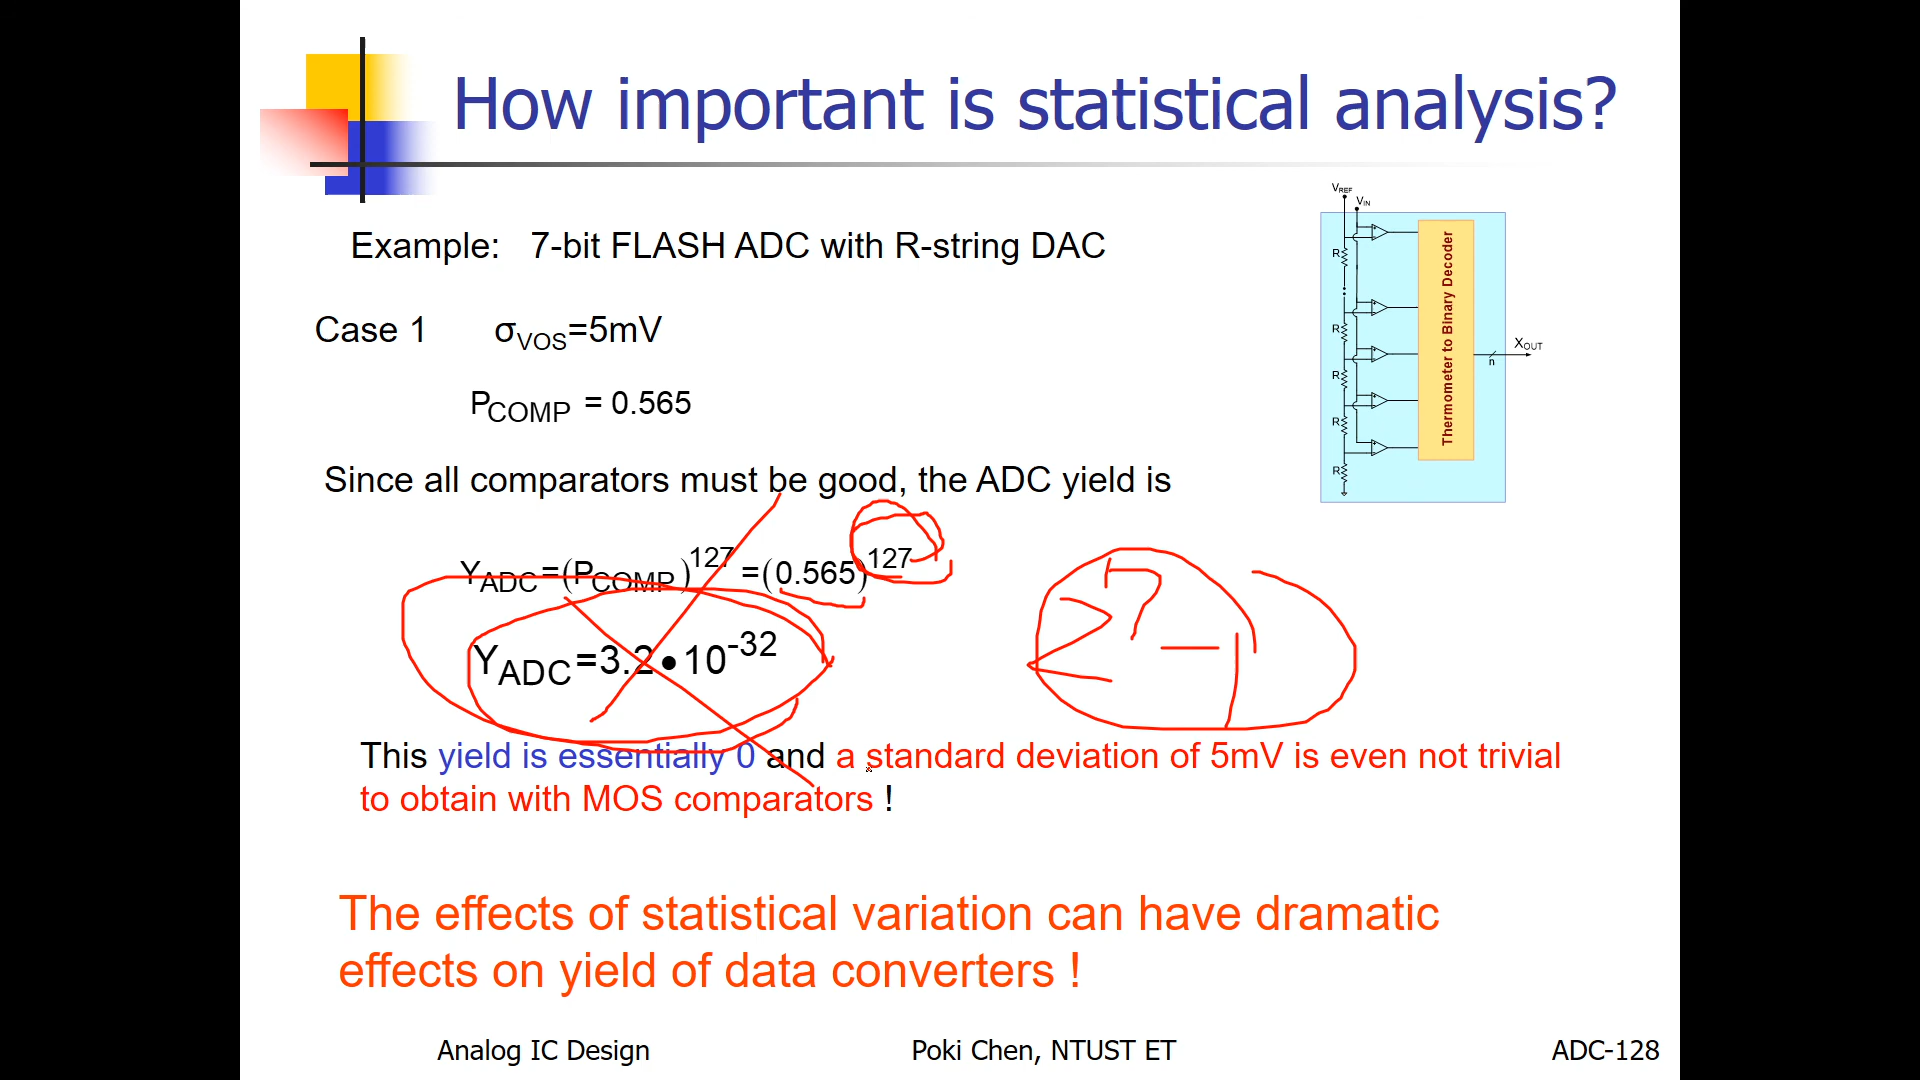 How important is statistical analysis?
Example: 7-bit FLASH ADC with R-string DAC
Case 1 σVOS=5mV
PCOMP = 0.565
Since all comparators must be good, the ADC yield is
YADC=(PCOMP)127=(0.565)127
YADC=3.2•10-32
27-1
This yield is essentially 0 and a standard deviation of 5mV is even not trivial
to obtain with MOS comparators !
The effects of statistical variation can have dramatic
effects on yield of data converters !
VREF
VIN
R
R
R
R
R
Thermometer to Binary Decoder
XOUT
n
Analog IC Design Poki Chen, NTUST ET ADC-128